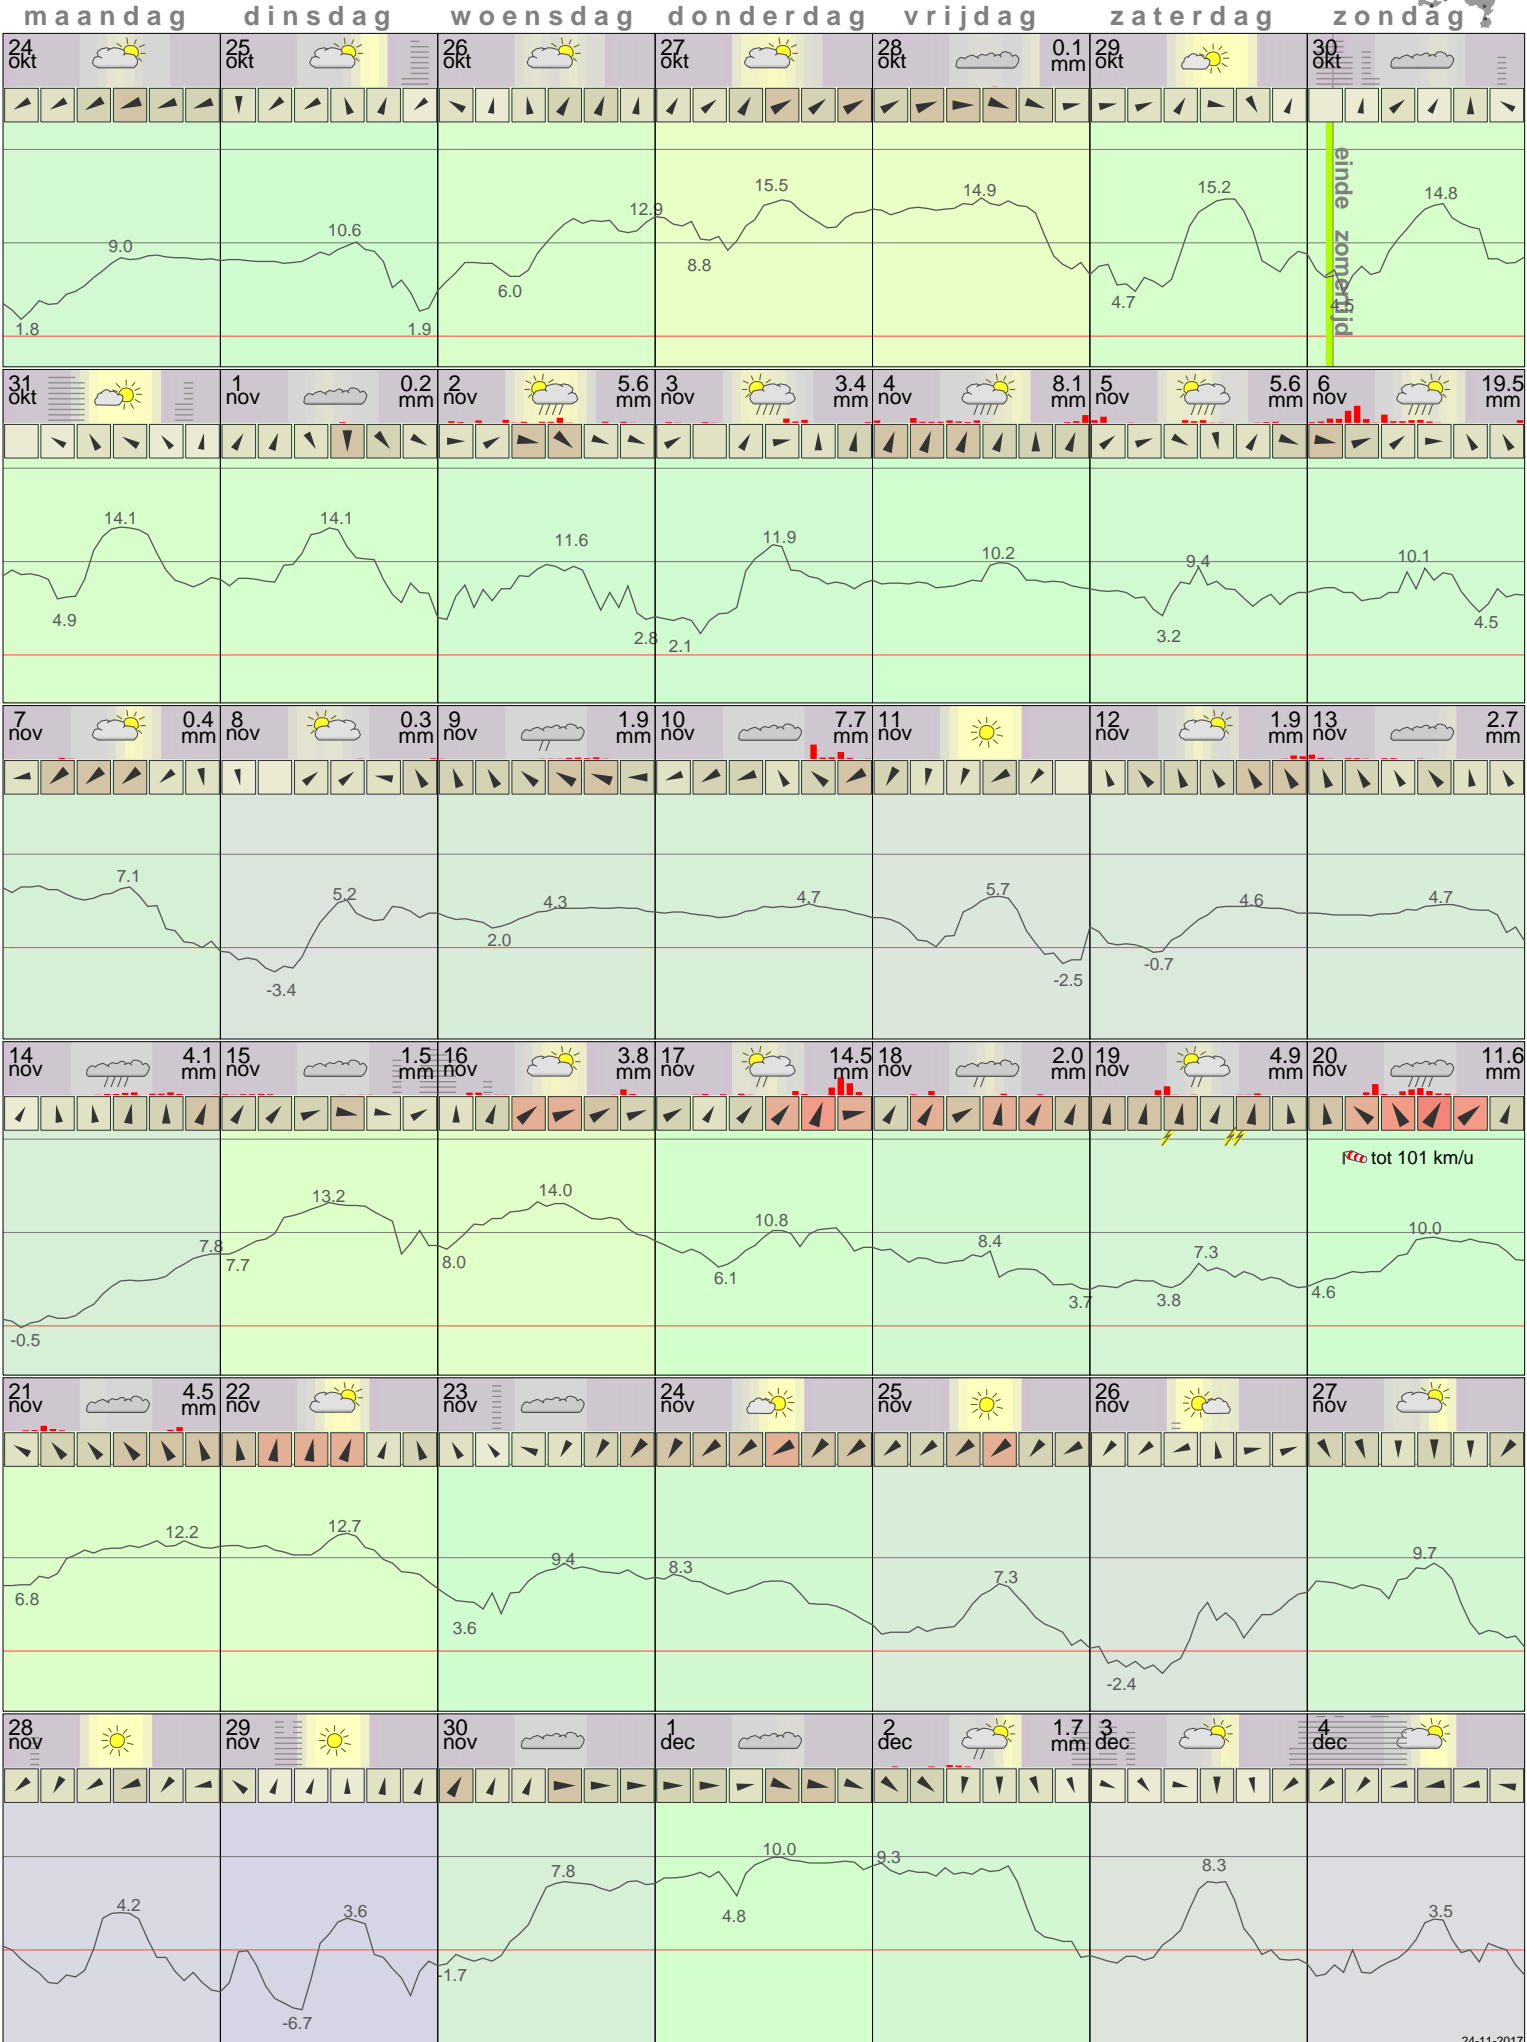 maandag dinsdag woensdag donderdag vrijdag zaterdag zondag
24 okt
25 okt
26 okt
27 okt
28 okt 0.1 mm
29 okt
30 okt
9.0
1.8
10.6
1.9
12.9
6.0
15.5
8.8
14.9
15.2
4.7
14.8
4.5
einde zomertijd
31 okt
1 nov 0.2 mm
2 nov 5.6 mm
3 nov 3.4 mm
4 nov 8.1 mm
5 nov 5.6 mm
6 nov 19.5 mm
14.1
4.9
14.1
11.6
2.8
11.9
2.1
10.2
9.4
3.2
10.1
4.5
7 nov 0.4 mm
8 nov 0.3 mm
9 nov 1.9 mm
10 nov 7.7 mm
11 nov
12 nov 1.9 mm
13 nov 2.7 mm
7.1
5.2
-3.4
4.3
2.0
4.7
5.7
-2.5
4.6
-0.7
4.7
14 nov 4.1 mm
15 nov 1.5 mm
16 nov 3.8 mm
17 nov 14.5 mm
18 nov 2.0 mm
19 nov 4.9 mm
20 nov 11.6 mm
tot 101 km/u
7.8
-0.5
13.2
7.7
14.0
8.0
10.8
6.1
8.4
3.7
7.3
3.8
10.0
4.6
21 nov 4.5 mm
22 nov
23 nov
24 nov
25 nov
26 nov
27 nov
12.2
6.8
12.7
9.4
3.6
8.3
7.3
-2.4
9.7
28 nov
29 nov
30 nov
1 dec
2 dec 1.7 mm
3 dec
4 dec
4.2
3.6
-6.7
7.8
-1.7
10.0
4.8
9.3
8.3
3.5
24-11-2017